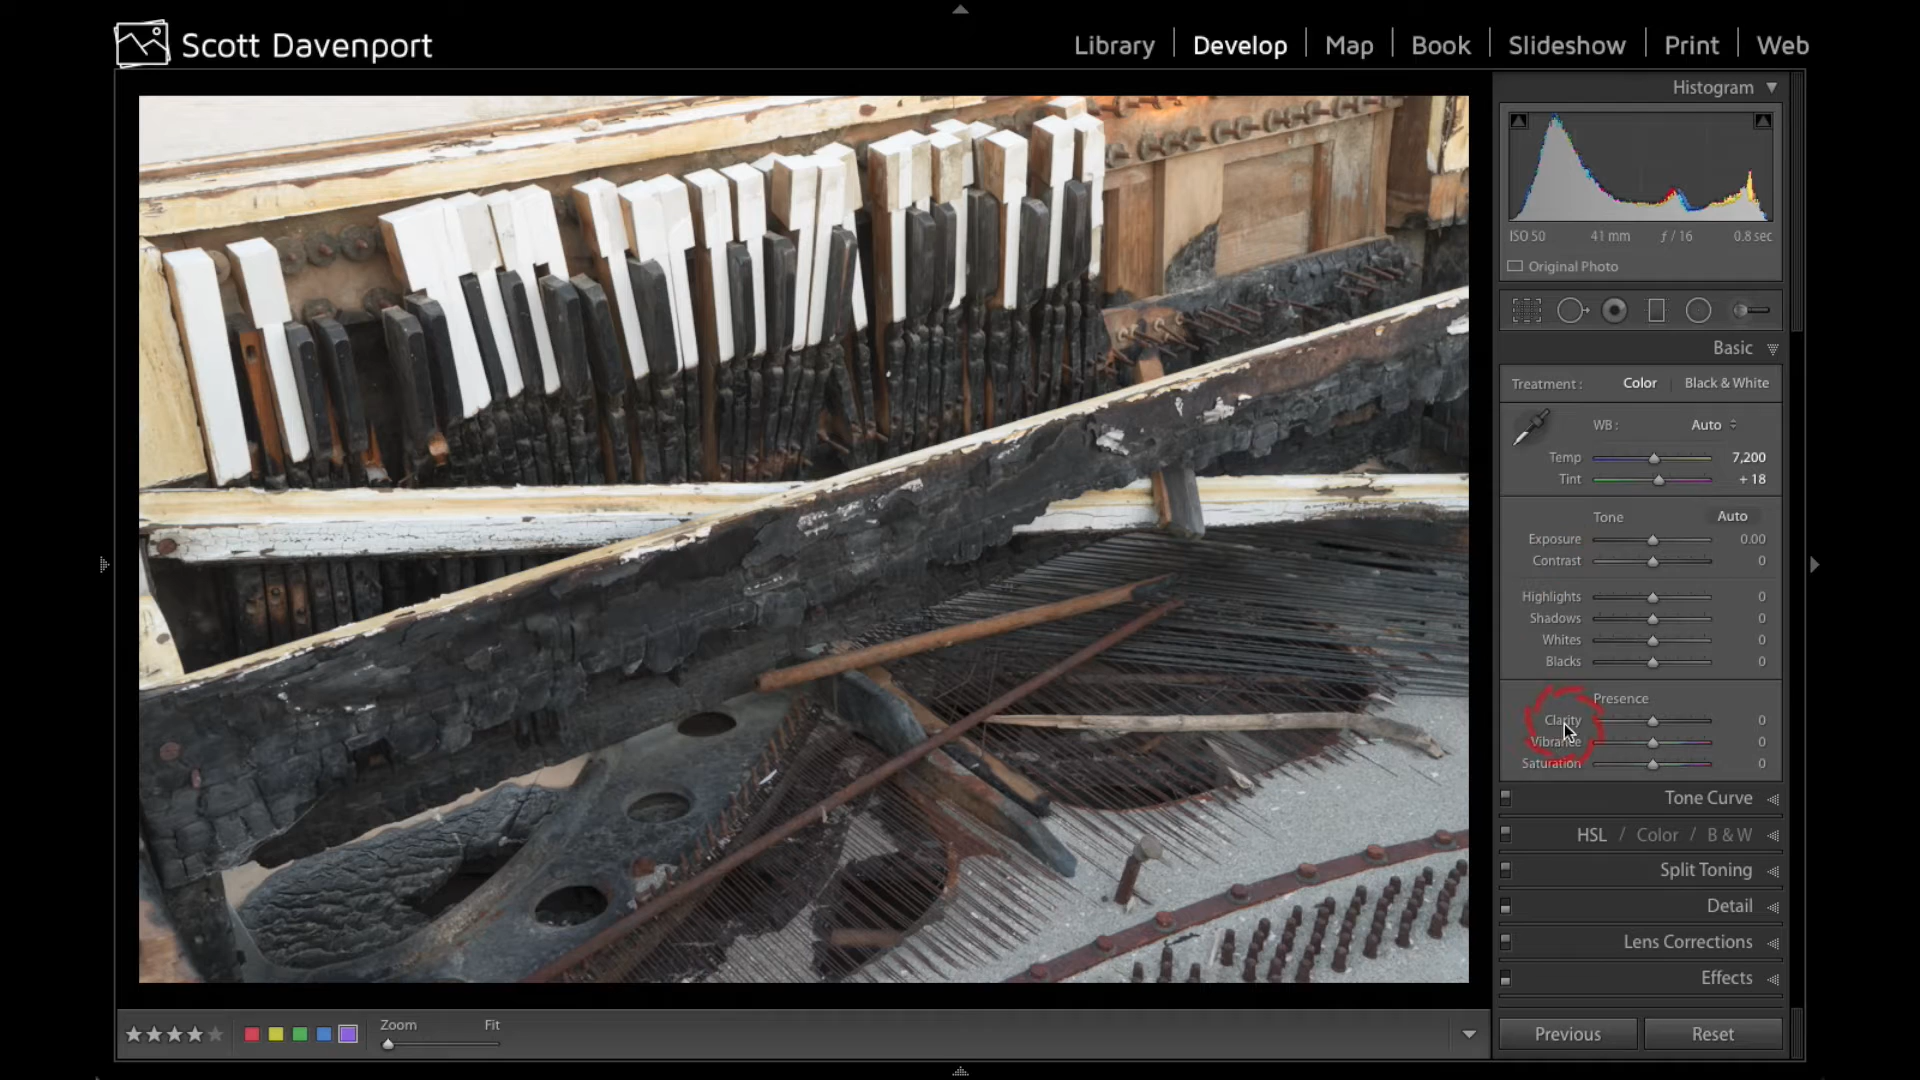 Scott Davenport
Library | Develop | Map | Book | Slideshow | Print | Web
Histogram
ISO 50 41 mm ƒ / 16 0.8 sec
Original Photo
Basic
Treatment : Color | Black & White
WB : Auto
Temp 7,200
Tint + 18
Tone Auto
Exposure 0.00
Contrast 0
Highlights 0
Shadows 0
Whites 0
Blacks 0
Presence
Clarity 0
Vibrance 0
Saturation 0
Tone Curve
HSL / Color / B & W
Split Toning
Detail
Lens Corrections
Effects
Zoom Fit
Previous Reset